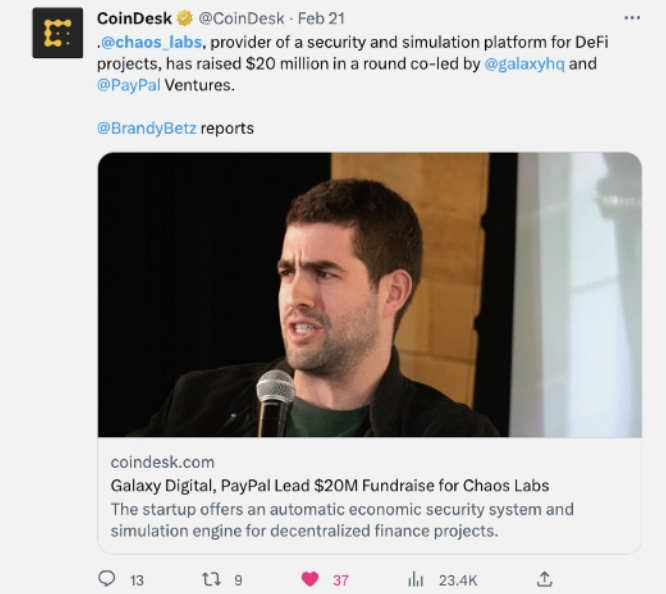 CoinDesk @CoinDesk · Feb 21
.@chaos_labs, provider of a security and simulation platform for DeFi
projects, has raised $20 million in a round co-led by @galaxyhq and
@PayPal Ventures.
@BrandyBetz reports
coindesk.com
Galaxy Digital, PayPal Lead $20M Fundraise for Chaos Labs
The startup offers an automatic economic security system and
simulation engine for decentralized finance projects.
13 9 37 23.4K